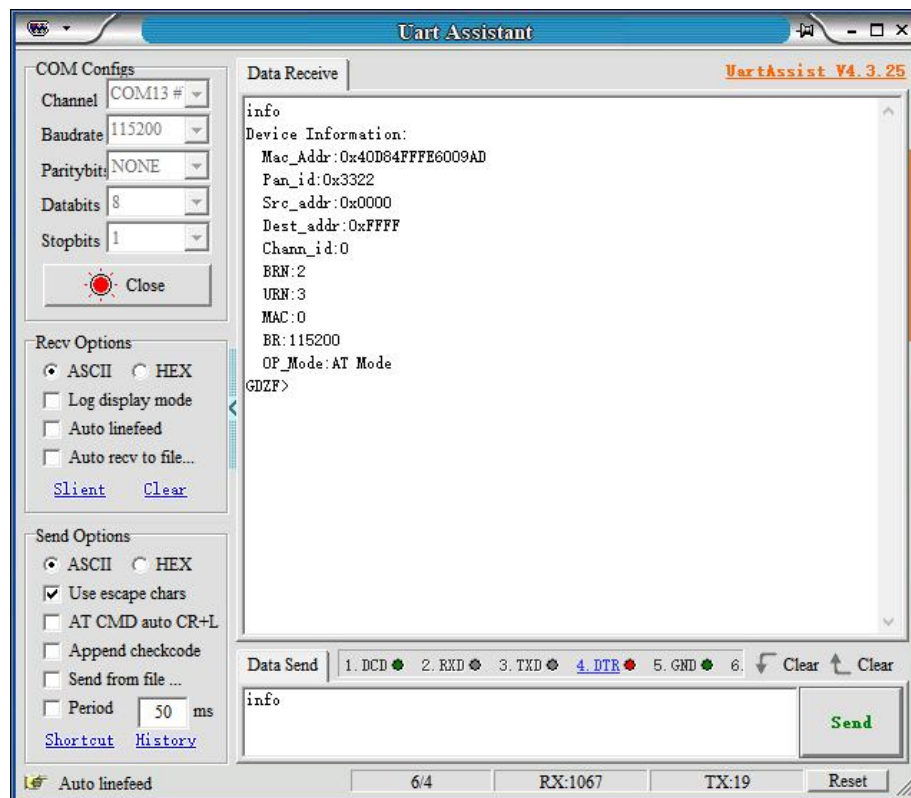 Uart Assistant
COM Configs
Channel COM13 #
Baudrate 115200
Paritybit: NONE
Databits 8
Stopbits 1
Close
Recv Options
ASCII HEX
Log display mode
Auto linefeed
Auto recv to file...
Slient Clear
Send Options
ASCII HEX
Use escape chars
AT CMD auto CR+L
Append checkcode
Send from file ...
Period 50 ms
Shortcut History
Data Receive
UartAssist V4.3.25
info
Device Information:
Mac_Addr:0x40D84FFFE6009AD
Pan_id:0x3322
Src_addr:0x0000
Dest_addr:0xFFFF
Chann_id:0
BRN:2
URN:3
MAC:0
BR:115200
OP_Mode:AT Mode
GDZF>
Data Send 1. DCD 2. RXD 3. TXD 4. DTR 5. GND 6. Clear Clear
info
Send
Auto linefeed 6/4 RX:1067 TX:19 Reset